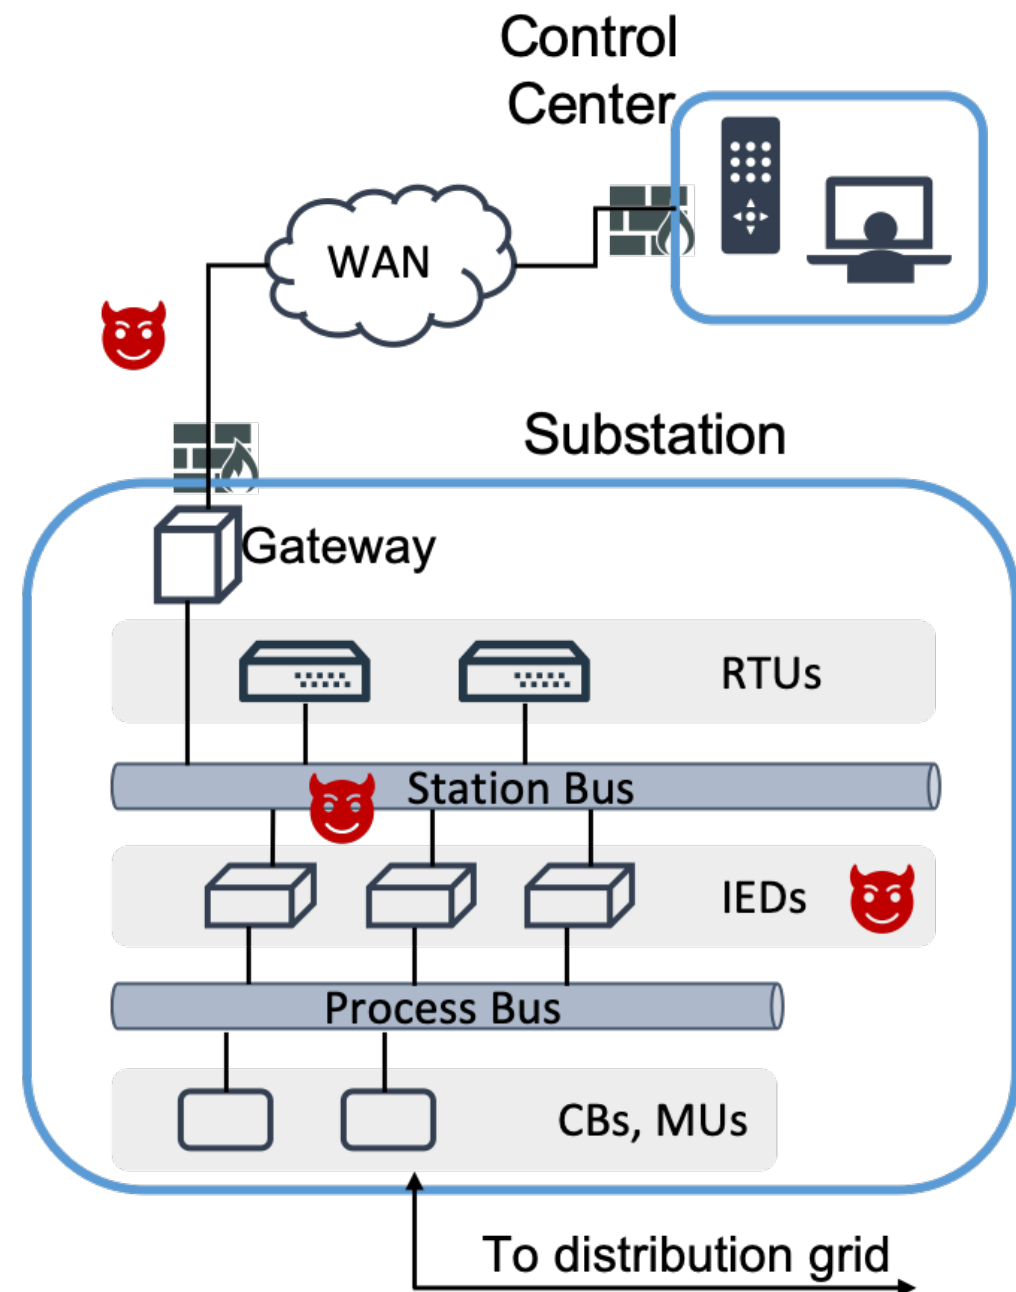 Control
Center
WAN
Substation
Gateway
RTUs
Station Bus
IEDs
Process Bus
CBs, MUs
To distribution grid